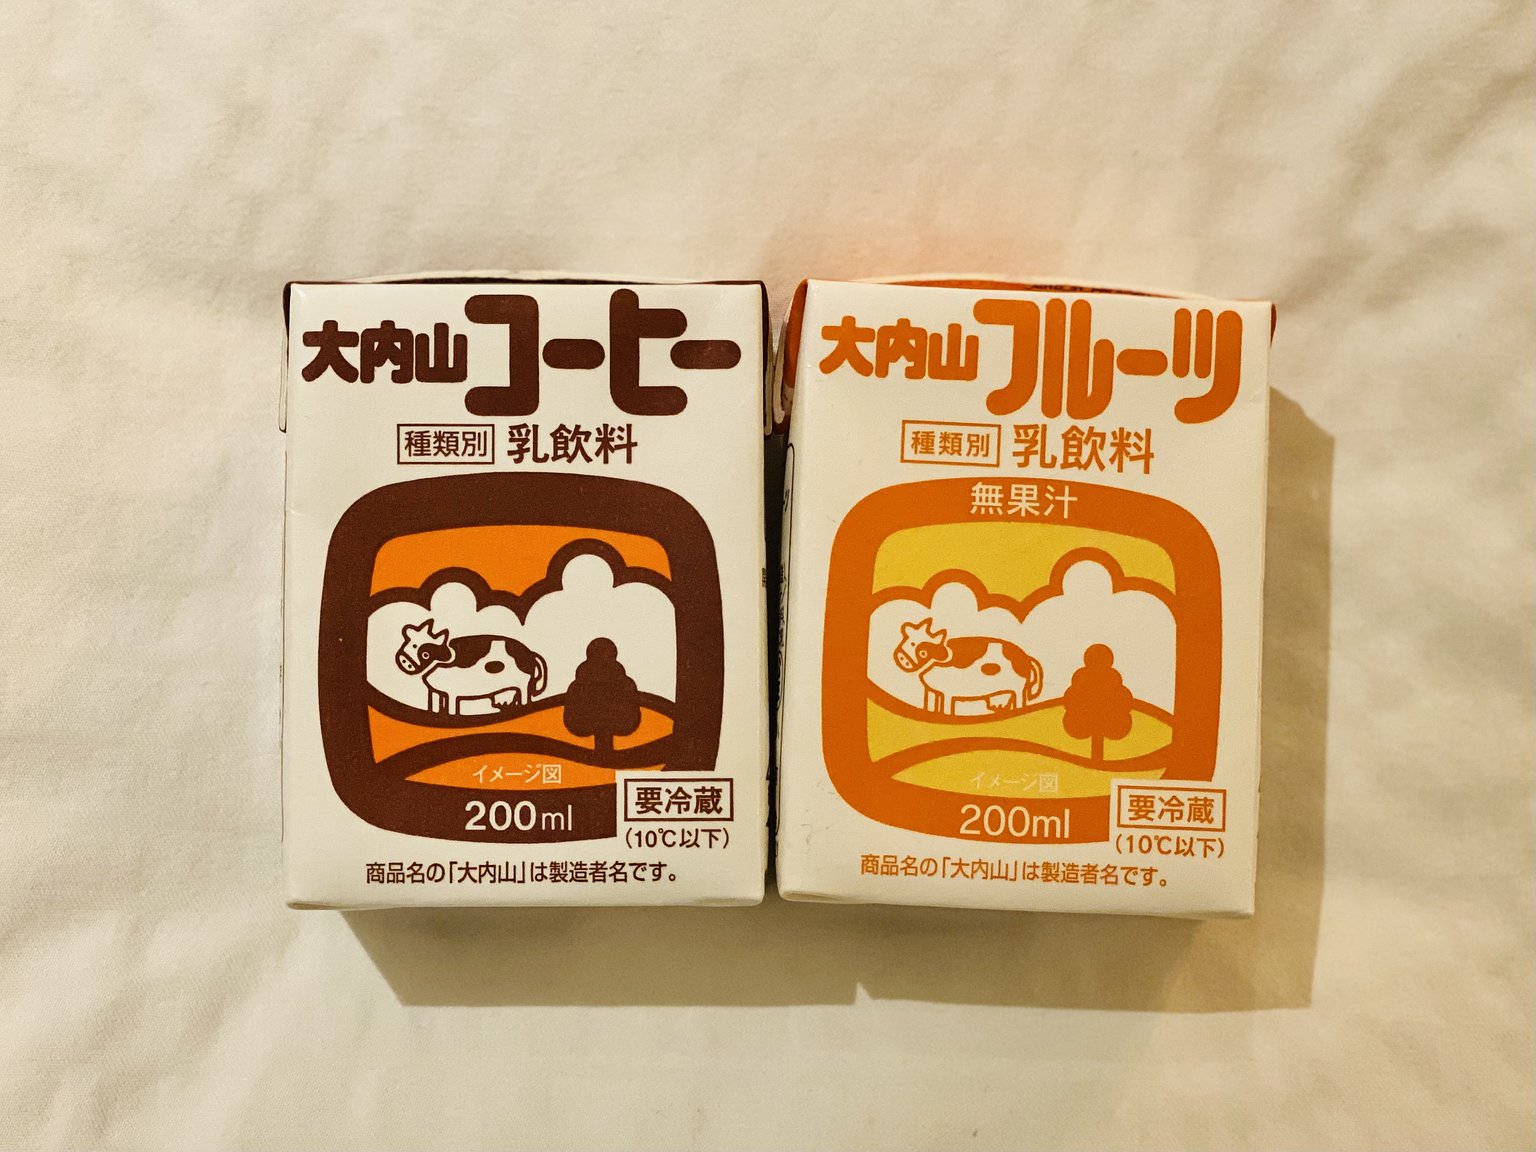 大内山コーヒー
種類別 乳飲料
イメージ図
200ml
要冷蔵
(10℃以下)
商品名の「大内山」は製造者名です。
大内山フルーツ
種類別 乳飲料
無果汁
イメージ図
200ml
要冷蔵
(10℃以下)
商品名の「大内山」は製造者名です。